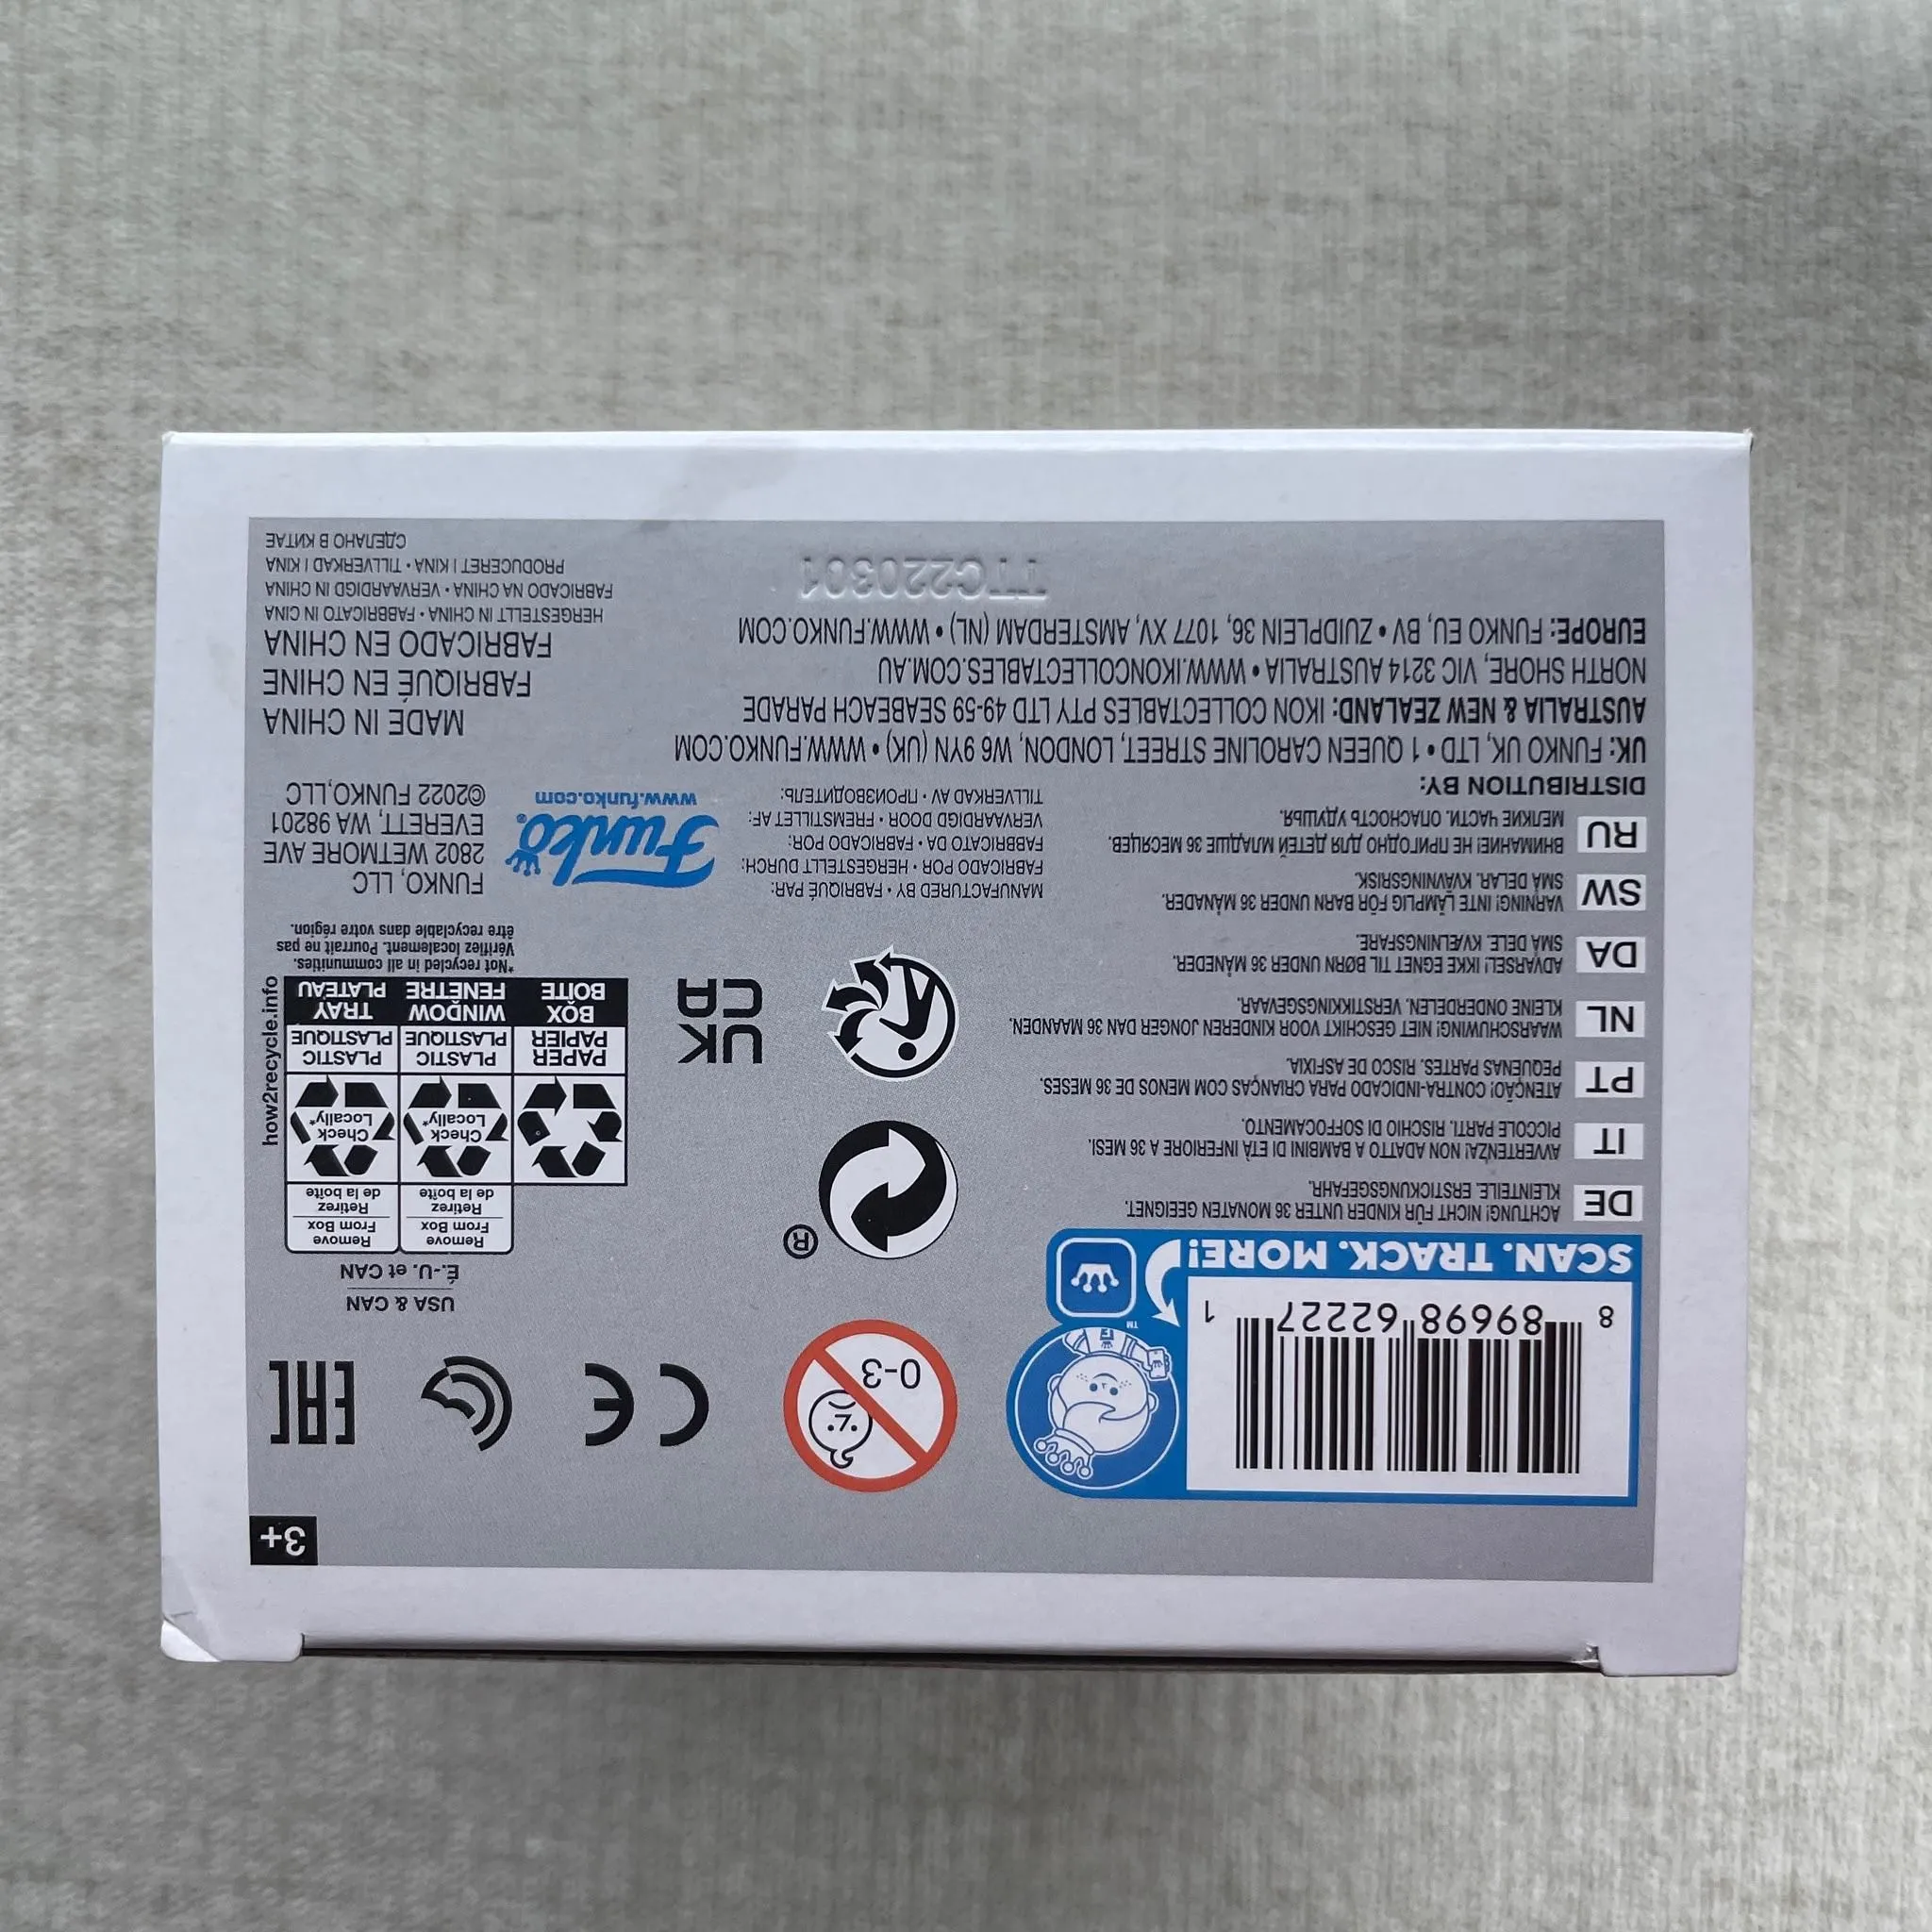 3+
8 89698 62227 1
SCAN. TRACK. MORE!
™
0-3
CE
EAC
DE
ACHTUNG! NICHT FÜR KINDER UNTER 36 MONATEN GEEIGNET.
KLEINTEILE. ERSTICKUNGSGEFAHR.
IT
AVVERTENZA! NON ADATTO A BAMBINI DI ETÀ INFERIORE A 36 MESI.
PICCOLE PARTI. RISCHIO DI SOFFOCAMENTO.
PT
ATENÇÃO! CONTRA-INDICADO PARA CRIANÇAS COM MENOS DE 36 MESES.
PEQUENAS PARTES. RISCO DE ASFIXIA.
NL
WAARSCHUWING! NIET GESCHIKT VOOR KINDEREN JONGER DAN 36 MAANDEN.
KLEINE ONDERDELEN. VERSTIKKINGSGEVAAR.
DA
ADVARSEL! IKKE EGNET TIL BØRN UNDER 36 MÅNEDER.
SMÅ DELE. KVÆLNINGSFARE.
SW
VARNING! INTE LÄMPLIG FÖR BARN UNDER 36 MÅNADER.
SMÅ DELAR. KVÄVNINGSRISK.
RU
ВНИМАНИЕ! НЕ ПРИГОДНО ДЛЯ ДЕТЕЙ МЛАДШЕ 36 МЕСЯЦЕВ.
МЕЛКИЕ ЧАСТИ. ОПАСНОСТЬ УДУШЬЯ.
®
UK
CA
USA & CAN
É.-U. et CAN
Remove
From Box
Retirez
de la boîte
Remove
From Box
Retirez
de la boîte
Check
Locally*
Check
Locally*
PAPER
PAPIER
PLASTIC
PLASTIQUE
PLASTIC
PLASTIQUE
BOX
BOÎTE
WINDOW
FENÊTRE
TRAY
PLATEAU
how2recycle.info
*Not recycled in all communities.
Vérifiez localement. Pourrait ne pas
être recyclable dans votre région.
MANUFACTURED BY • FABRIQUÉ PAR:
FABRICADO POR • HERGESTELLT DURCH:
FABBRICATO DA • FABRICADO POR:
VERVAARDIGD DOOR • FREMSTILLET AF:
TILLVERKAD AV • ПРОИЗВОДИТЕЛЬ:
Funko®
www.funko.com
FUNKO, LLC
2802 WETMORE AVE
EVERETT, WA 98201
©2022 FUNKO,LLC
DISTRIBUTION BY:
UK: FUNKO UK, LTD • 1 QUEEN CAROLINE STREET, LONDON, W6 9YN (UK) • WWW.FUNKO.COM
AUSTRALIA & NEW ZEALAND: IKON COLLECTABLES PTY LTD 49-59 SEABEACH PARADE
NORTH SHORE, VIC 3214 AUSTRALIA • WWW.IKONCOLLECTABLES.COM.AU
EUROPE: FUNKO EU, BV • ZUIDPLEIN 36, 1077 XV, AMSTERDAM (NL) • WWW.FUNKO.COM
TTC220301
MADE IN CHINA
FABRIQUÉ EN CHINE
FABRICADO EN CHINA
HERGESTELLT IN CHINA • FABBRICATO IN CINA
FABRICADO NA CHINA • VERVAARDIGD IN CHINA
PRODUCERET I KINA • TILLVERKAD I KINA
СДЕЛАНО В КИТАЕ